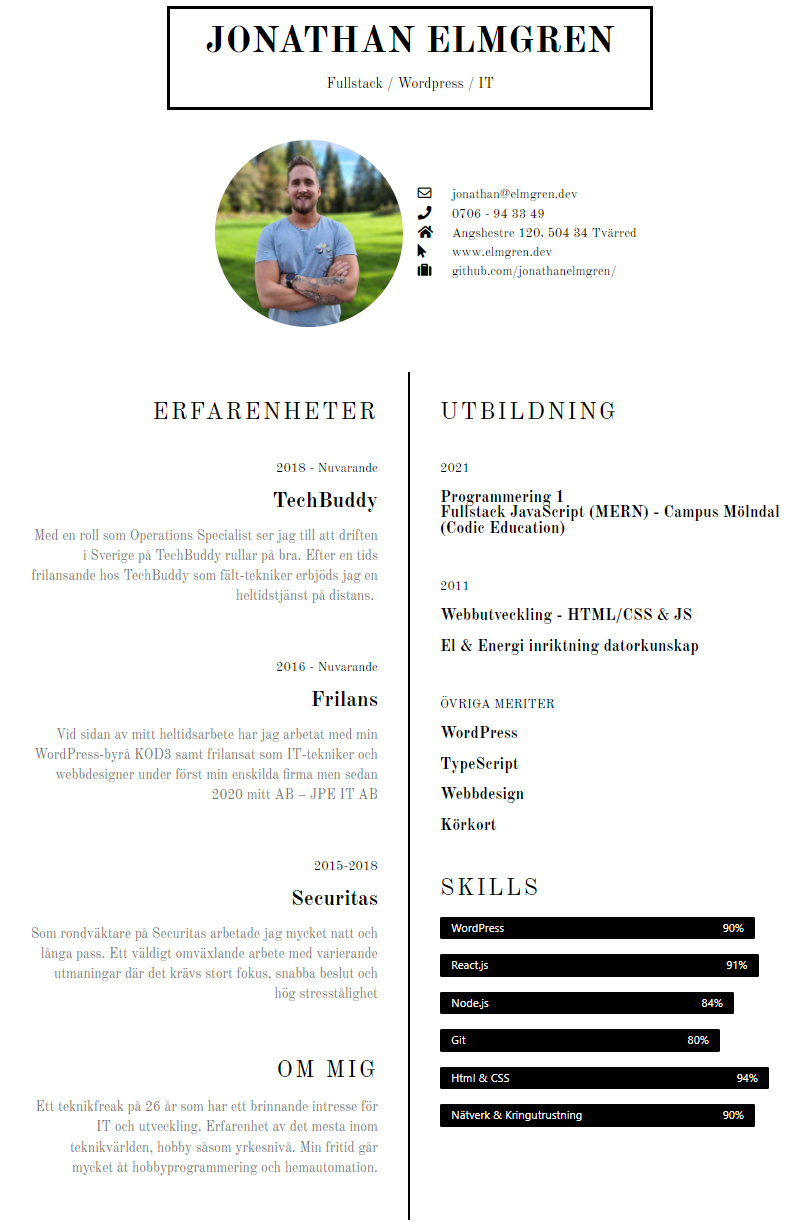 JONATHAN ELMGREN
Fullstack / Wordpress / IT
jonathan@elmgren.dev
0706 - 94 33 49
Angshestre 120, 504 34 Tvärred
www.elmgren.dev
github.com/jonathanelmgren/
ERFARENHETER
2018 - Nuvarande
TechBuddy
Med en roll som Operations Specialist ser jag till att driften
i Sverige på TechBuddy rullar på bra. Efter en tids
frilansande hos TechBuddy som fält-tekniker erbjöds jag en
heltidstjänst på distans.
2016 - Nuvarande
Frilans
Vid sidan av mitt heltidsarbete har jag arbetat med min
WordPress-byrå KOD3 samt frilansat som IT-tekniker och
webbdesigner under först min enskilda firma men sedan
2020 mitt AB – JPE IT AB
2015-2018
Securitas
Som rondväktare på Securitas arbetade jag mycket natt och
långa pass. Ett väldigt omväxlande arbete med varierande
utmaningar där det krävs stort fokus, snabba beslut och
hög stresstålighet
OM MIG
Ett teknikfreak på 26 år som har ett brinnande intresse för
IT och utveckling. Erfarenhet av det mesta inom
teknikvärlden, hobby såsom yrkesnivå. Min fritid går
mycket åt hobbyprogrammering och hemautomation.
UTBILDNING
2021
Programmering 1
Fullstack JavaScript (MERN) - Campus Mölndal
(Codic Education)
2011
Webbutveckling - HTML/CSS & JS
El & Energi inriktning datorkunskap
ÖVRIGA MERITER
WordPress
TypeScript
Webbdesign
Körkort
SKILLS
WordPress 90%
React.js 91%
Node.js 84%
Git 80%
Html & CSS 94%
Nätverk & Kringutrustning 90%